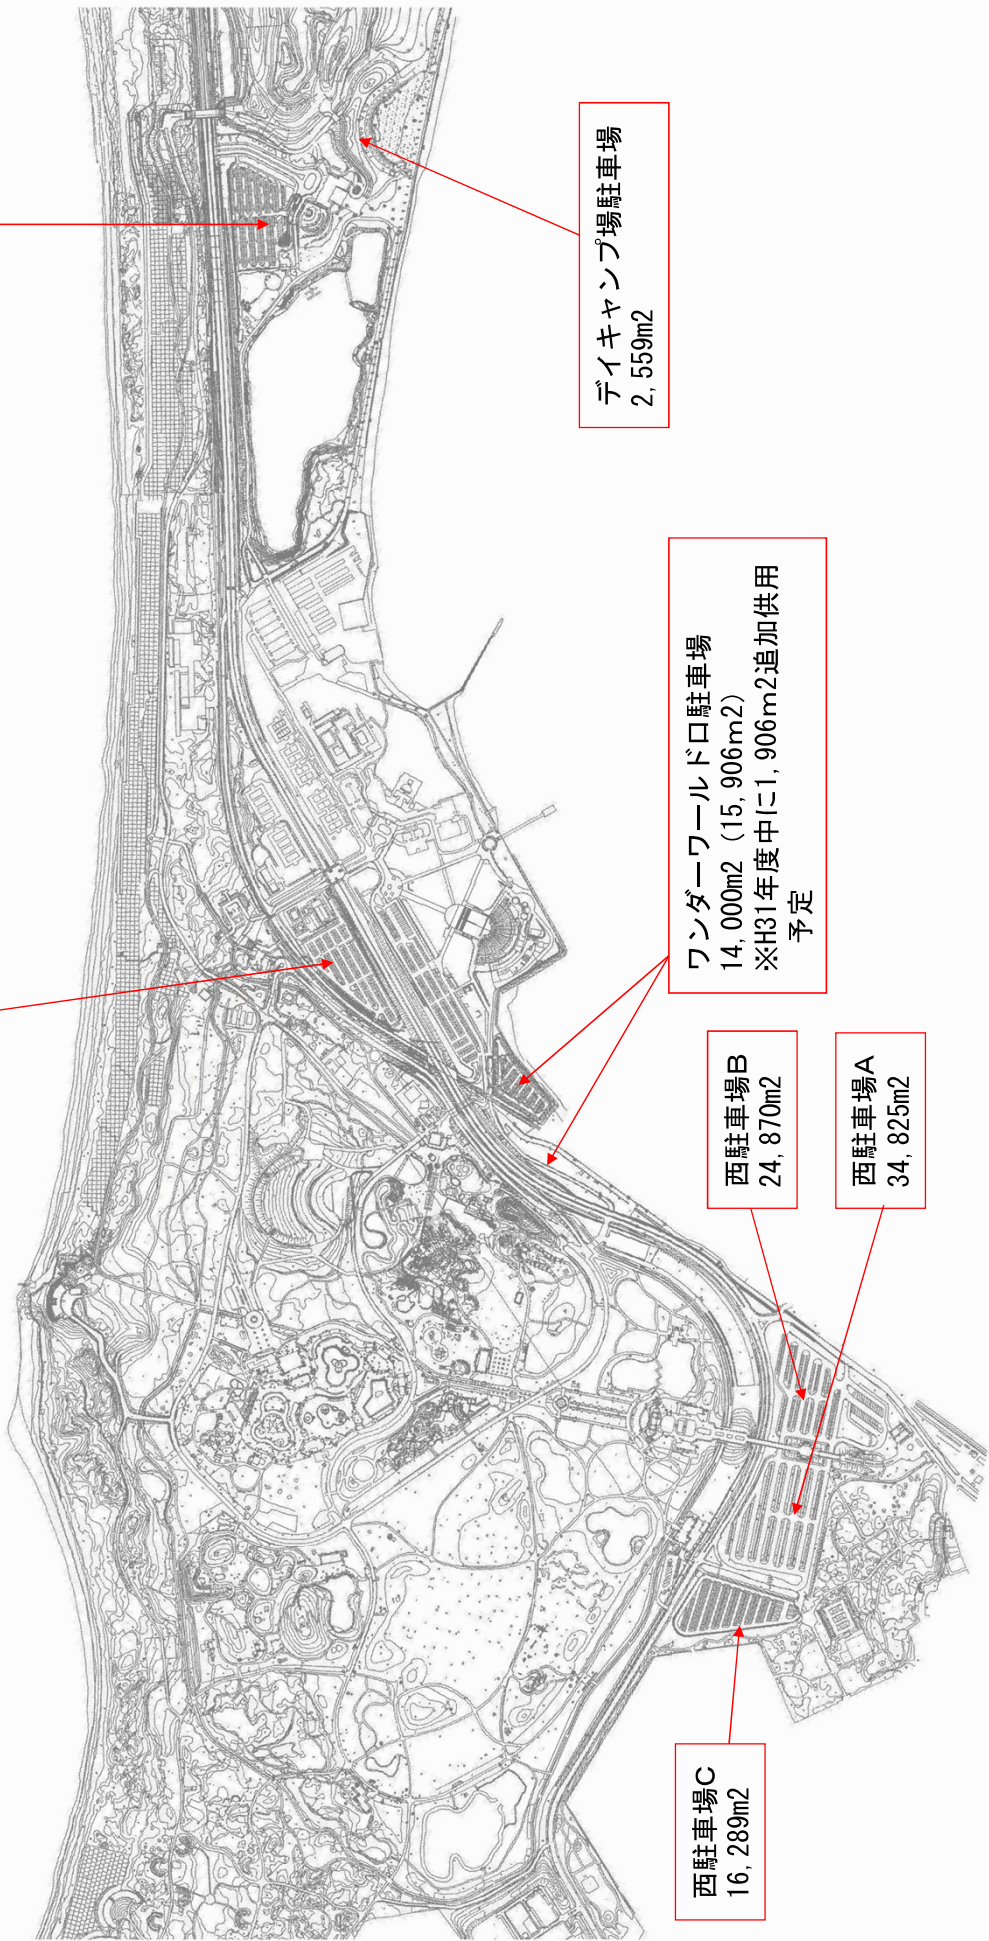 デイキャンプ場駐車場
2,559m2
ワンダーワールド口駐車場
14,000m2（15,906ｍ2）
※H31年度中に1,906ｍ2追加供用
予定
西駐車場B
24,870m2
西駐車場A
34,825m2
西駐車場C
16,289m2